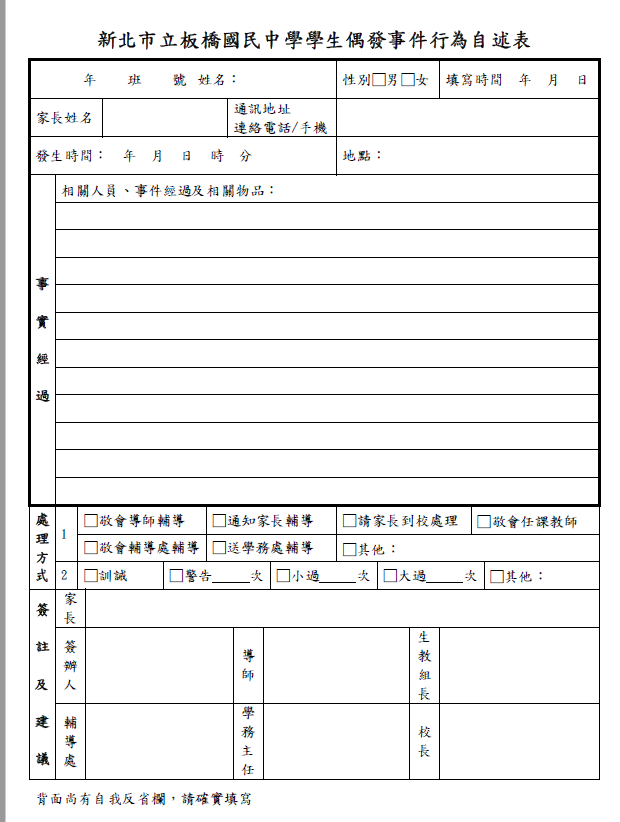 新北市立板橋國民中學學生偶發事件行為自述表
年 班 號 姓名： 性別□男□女 填寫時間 年 月 日
家長姓名 通訊地址
連絡電話/手機
發生時間： 年 月 日 時 分 地點：
相關人員、事件經過及相關物品：
事實經過
處理方式
1 □敬會導師輔導 □通知家長輔導 □請家長到校處理 □敬會任課教師
□敬會輔導處輔導 □送學務處輔導 □其他：
2 □訓誡 □警告____次 □小過____次 □大過____次 □其他：
簽註及建議
家長
簽辦人 導師 生教組長
輔導處 學務主任 校長
背面尚有自我反省欄，請確實填寫